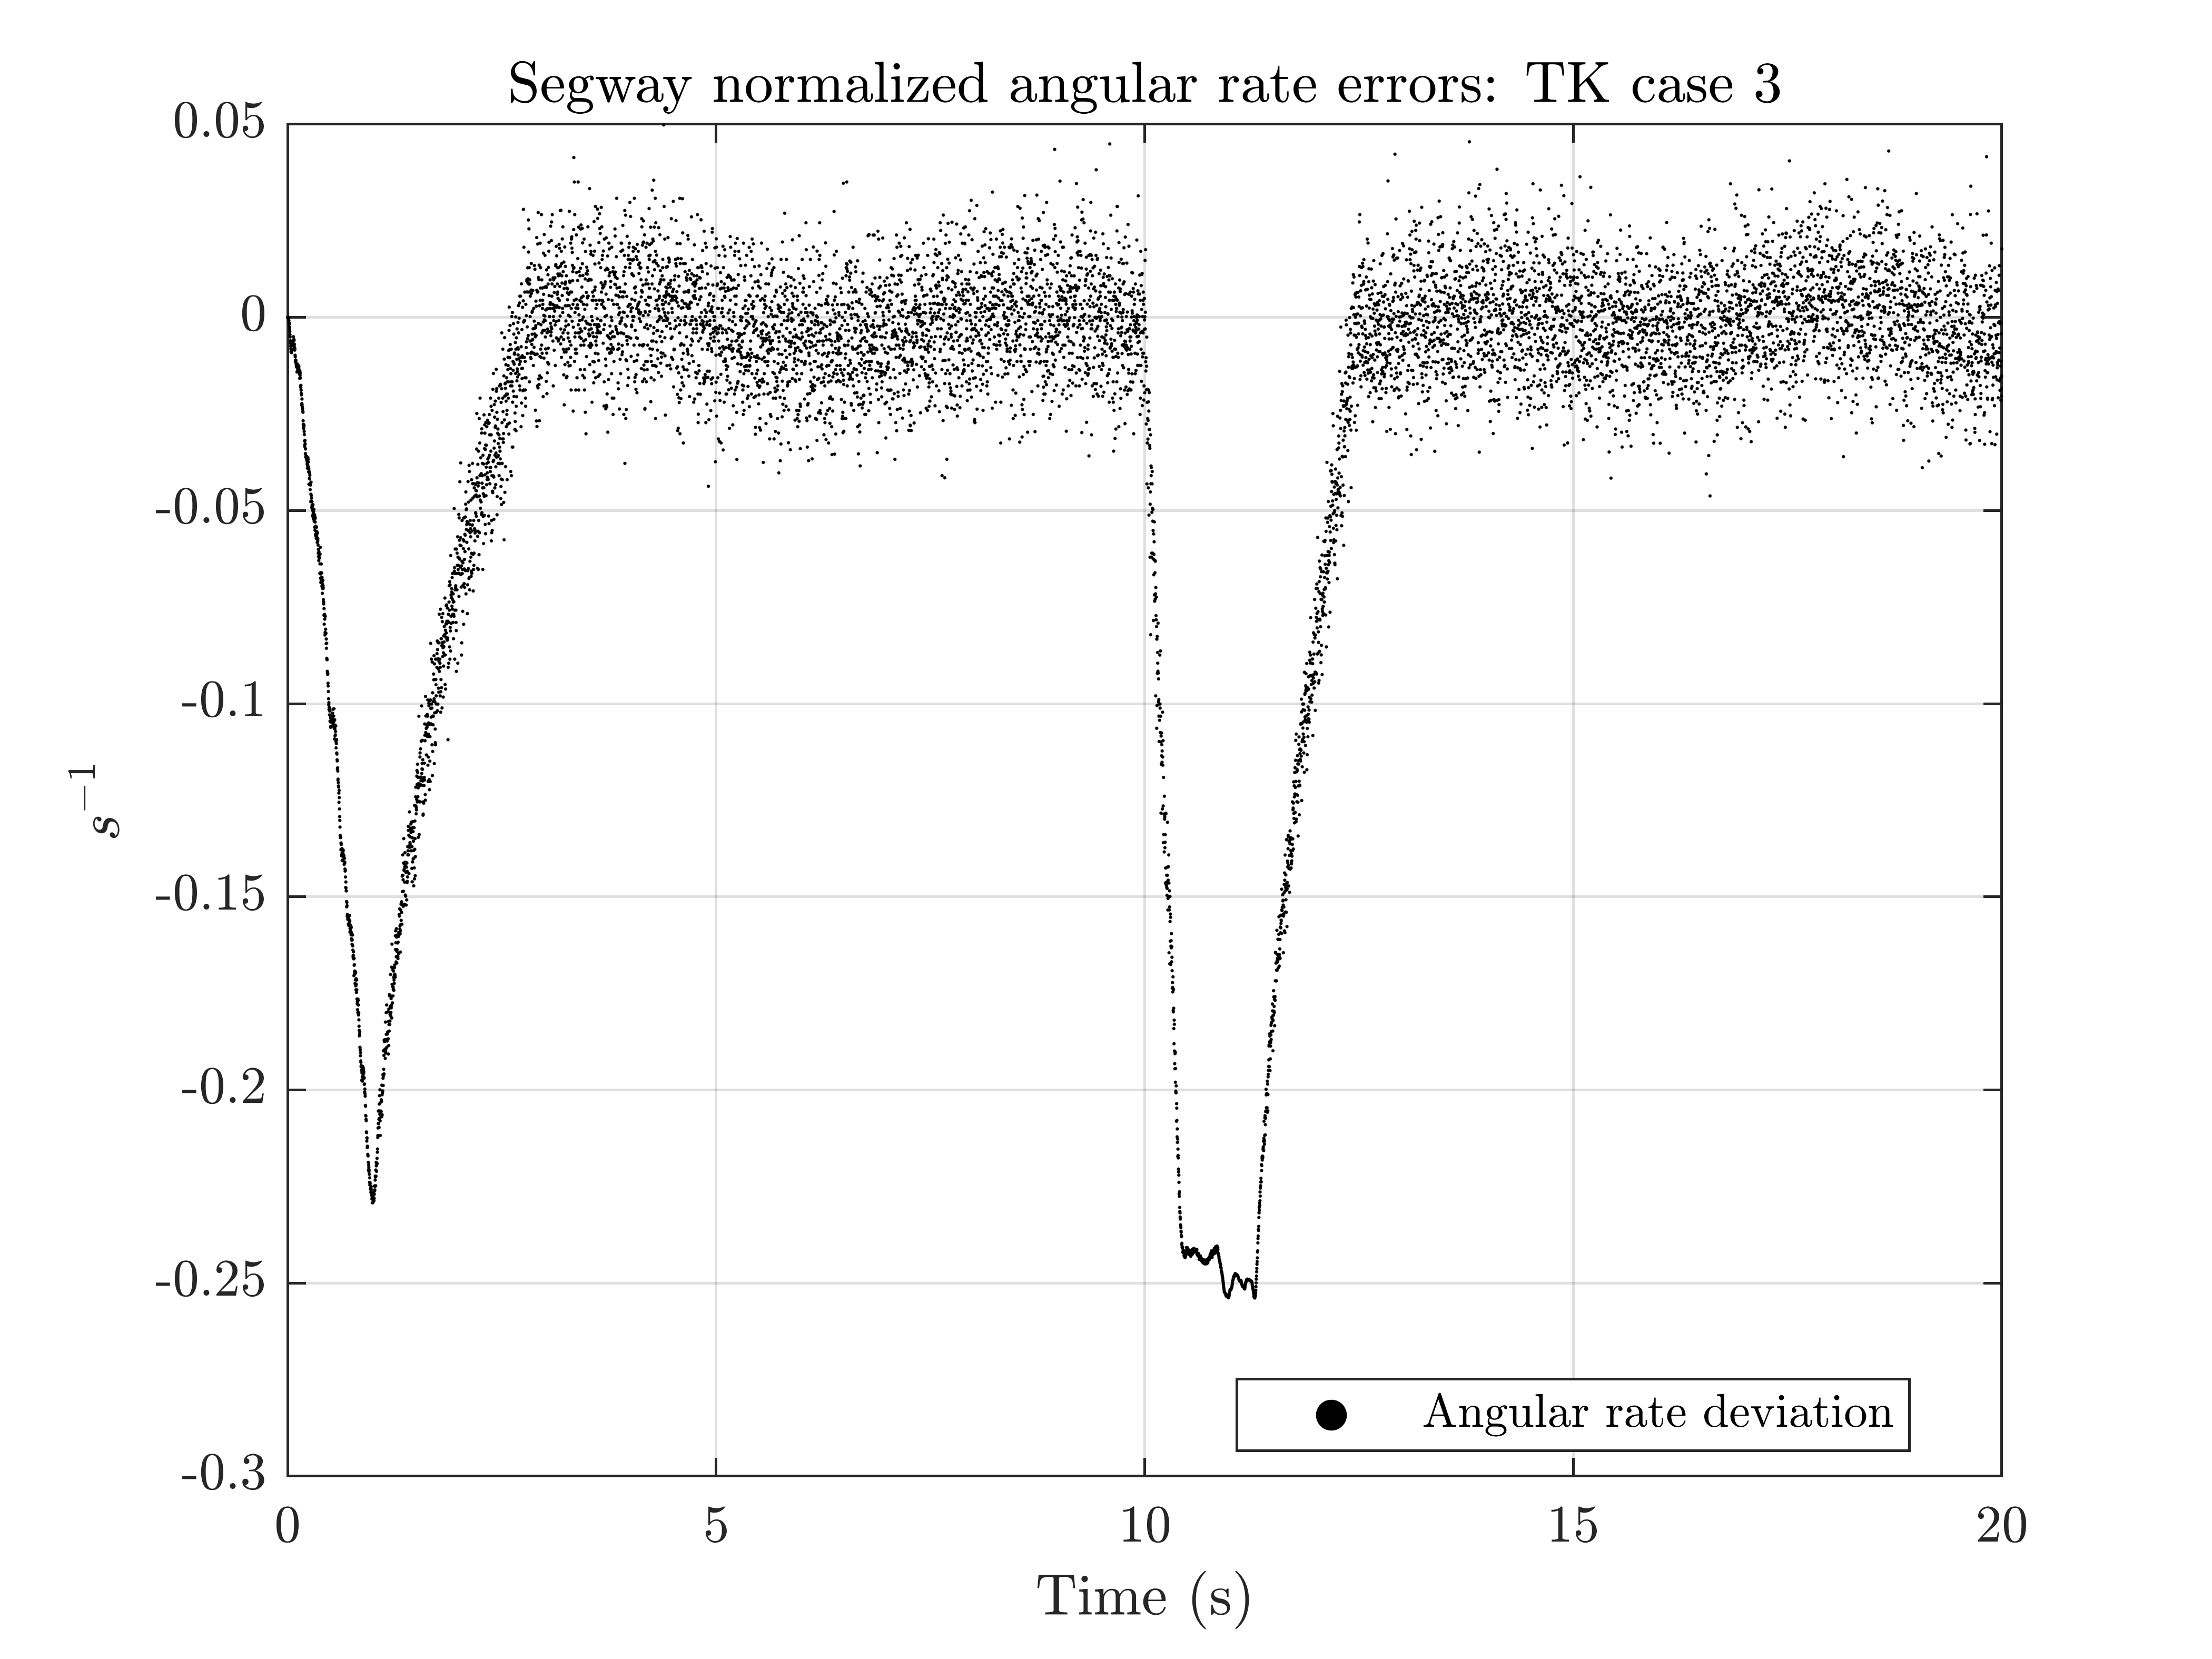 Segway normalized angular rate errors: TK case 3
0.05
0
-0.05
-0.1
-0.15
-0.2
-0.25
-0.3
s⁻¹
0 5 10 15 20
Time (s)
Angular rate deviation